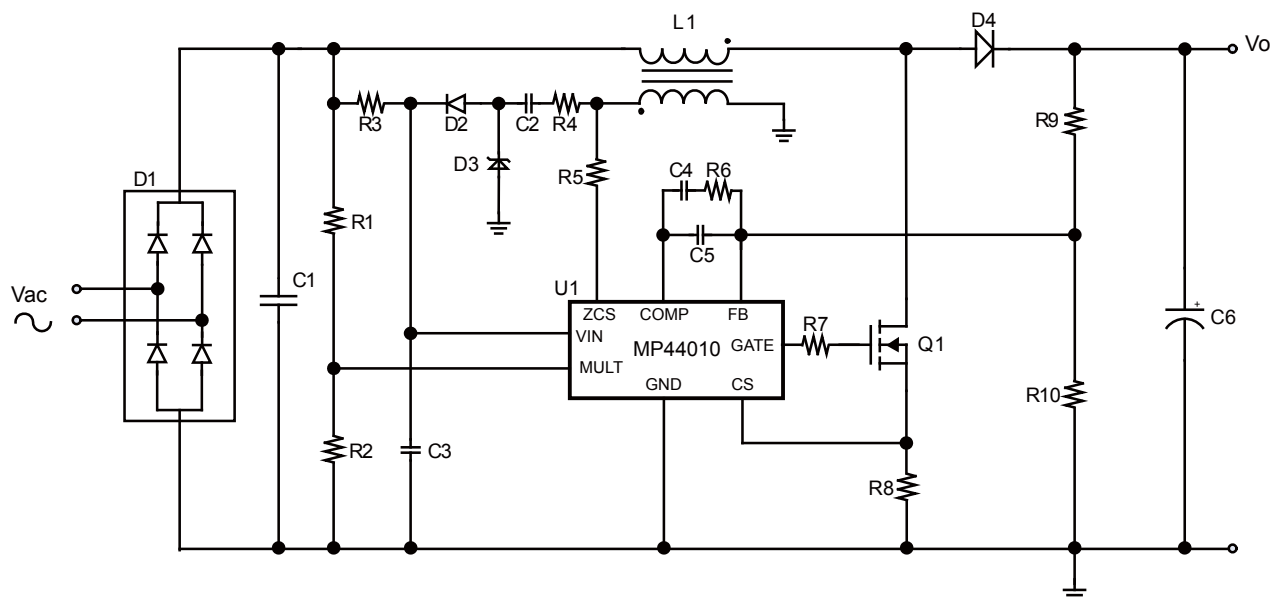 L1
D4
Vo
R3
D2
C2
R4
R9
D3
R5
C4
R6
D1
R1
C5
C1
U1
Vac
ZCS
COMP
FB
R7
C6
VIN
MP44010
GATE
Q1
MULT
GND
CS
R10
R2
C3
R8
+